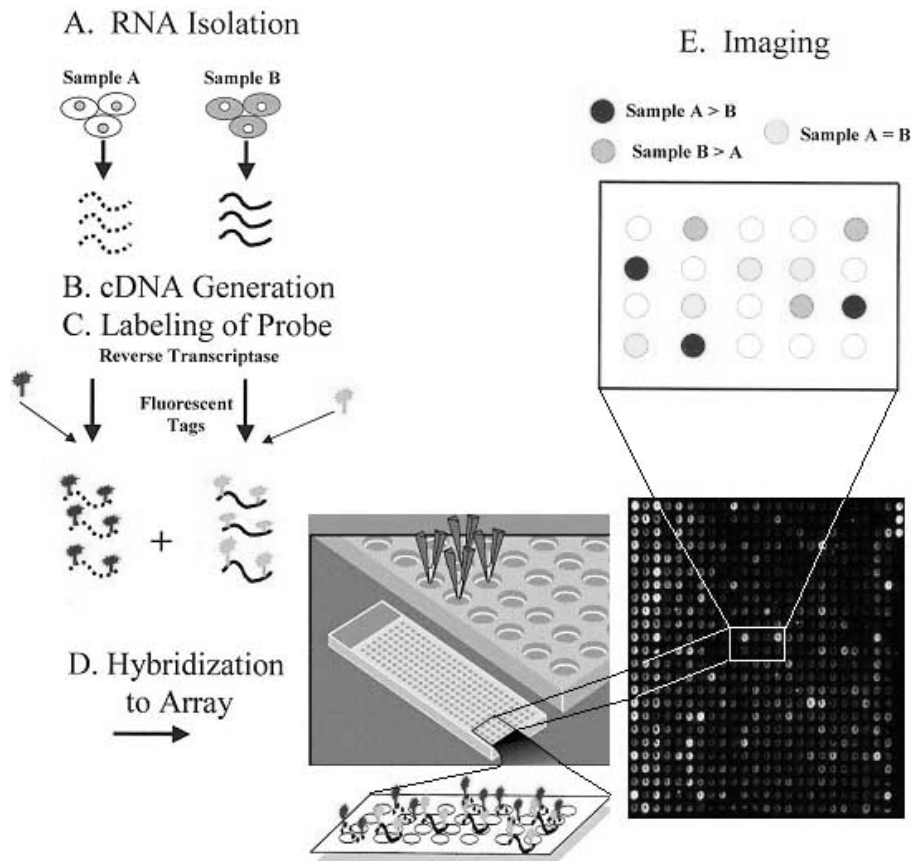 A. RNA Isolation
Sample A
Sample B
B. cDNA Generation
C. Labeling of Probe
Reverse Transcriptase
Fluorescent
Tags
+
D. Hybridization
to Array
E. Imaging
Sample A > B
Sample B > A
Sample A = B